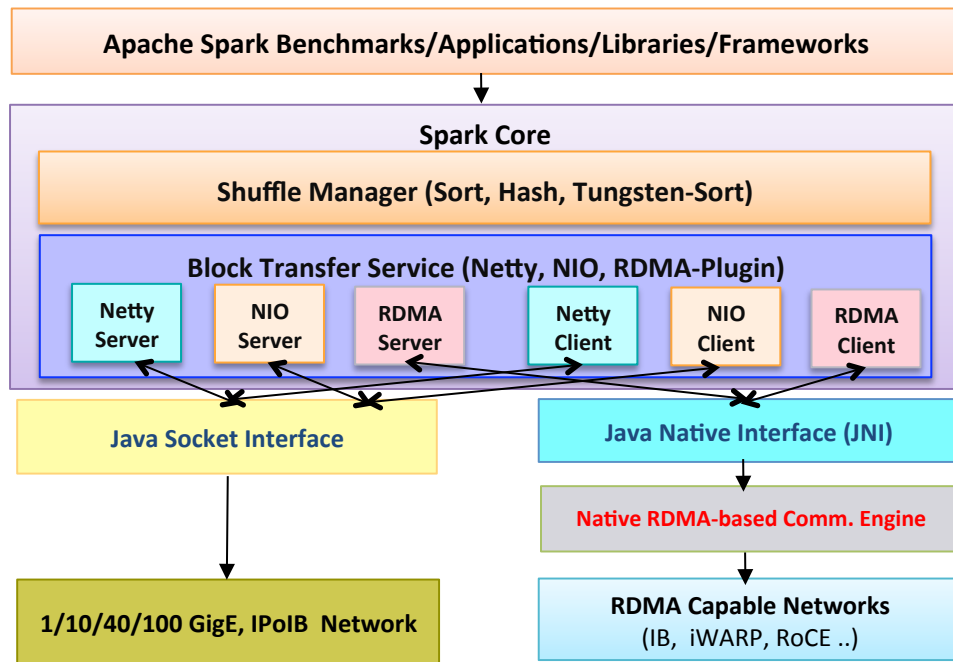 Apache Spark Benchmarks/Applications/Libraries/Frameworks
Spark Core
Shuffle Manager (Sort, Hash, Tungsten-Sort)
Block Transfer Service (Netty, NIO, RDMA-Plugin)
Netty
Server
NIO
Server
RDMA
Server
Netty
Client
NIO
Client
RDMA
Client
Java Socket Interface
Java Native Interface (JNI)
Native RDMA-based Comm. Engine
1/10/40/100 GigE, IPoIB Network
RDMA Capable Networks
(IB, iWARP, RoCE ..)